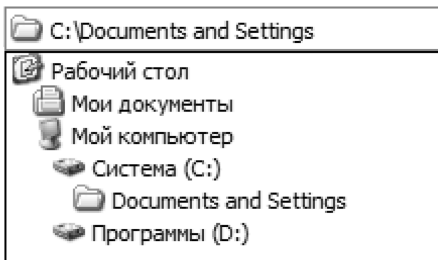 C:\Documents and Settings
Рабочий стол
Мои документы
Мой компьютер
Система (C:)
Documents and Settings
Программы (D:)